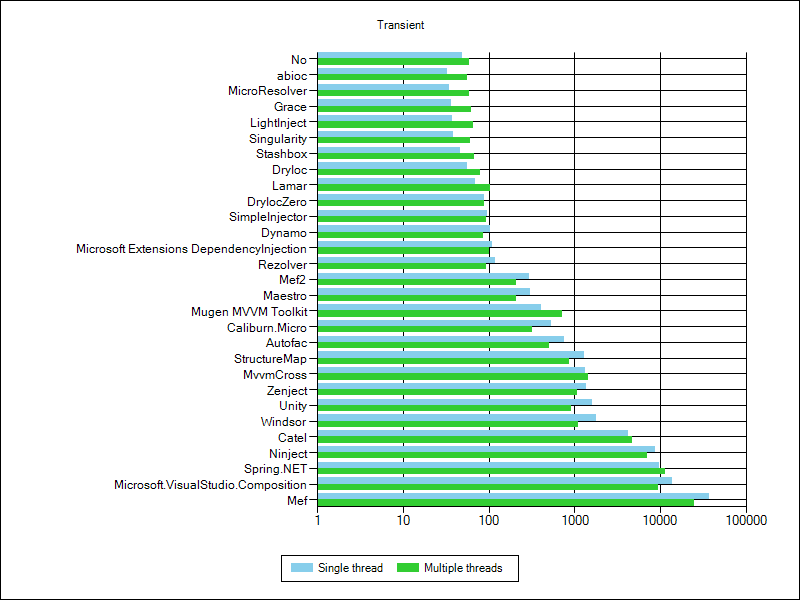 Transient
No
abioc
MicroResolver
Grace
LightInject
Singularity
Stashbox
DryIoc
Lamar
DryIocZero
SimpleInjector
Dynamo
Microsoft Extensions DependencyInjection
Rezolver
Mef2
Maestro
Mugen MVVM Toolkit
Caliburn.Micro
Autofac
StructureMap
MvvmCross
Zenject
Unity
Windsor
Catel
Ninject
Spring.NET
Microsoft.VisualStudio.Composition
Mef
1 10 100 1000 10000 100000
Single thread Multiple threads